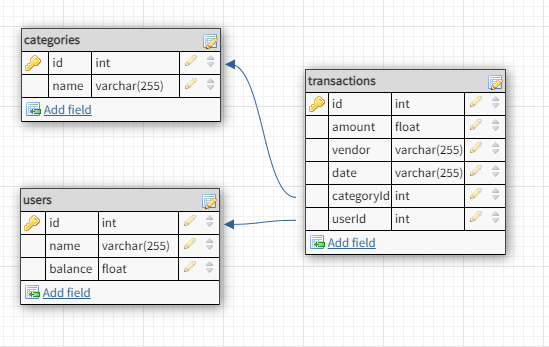 categories
id int
name varchar(255)
Add field
transactions
id int
amount float
vendor varchar(255)
date varchar(255)
categoryId int
userId int
Add field
users
id int
name varchar(255)
balance float
Add field